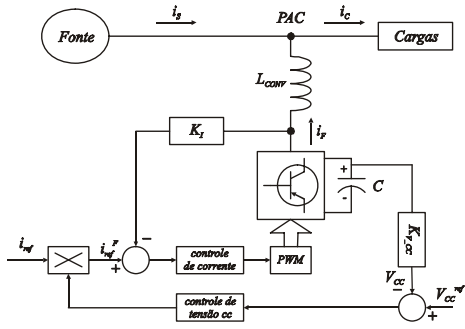 Fonte
i_S
PAC
i_C
Cargas
L_CONV
K_I
i_F
+
-
C
K_V_CC
i_ref
i_ref^F
−
+
controle
de corrente
PWM
V_CC
−
V_CC^ref
+
controle de
tensão cc